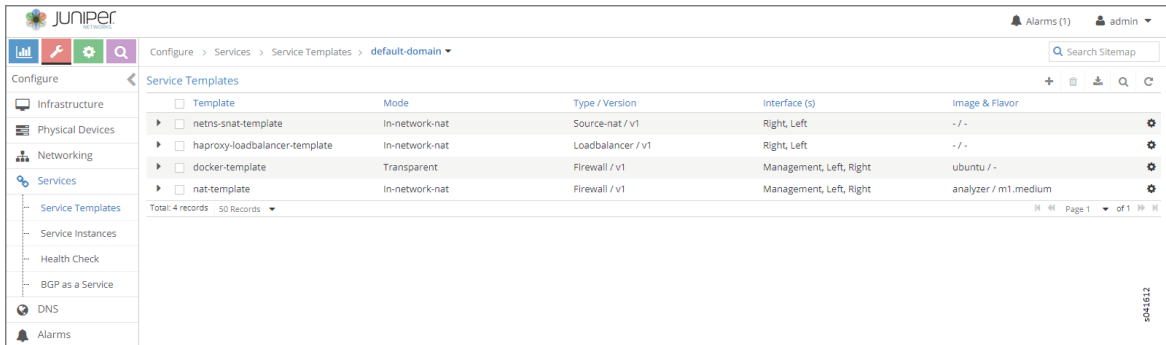 JUNIPER
NETWORKS
Alarms (1) admin
Configure > Services > Service Templates > default-domain
Search Sitemap
Configure
Service Templates
Infrastructure
Physical Devices
Networking
Services
Service Templates
Service Instances
Health Check
BGP as a Service
DNS
Alarms
Template Mode Type / Version Interface (s) Image & Flavor
netns-snat-template In-network-nat Source-nat / v1 Right, Left - / -
haproxy-loadbalancer-template In-network-nat Loadbalancer / v1 Right, Left - / -
docker-template Transparent Firewall / v1 Management, Left, Right ubuntu / -
nat-template In-network-nat Firewall / v1 Management, Left, Right analyzer / m1.medium
Total: 4 records 50 Records Page 1 of 1
s041612